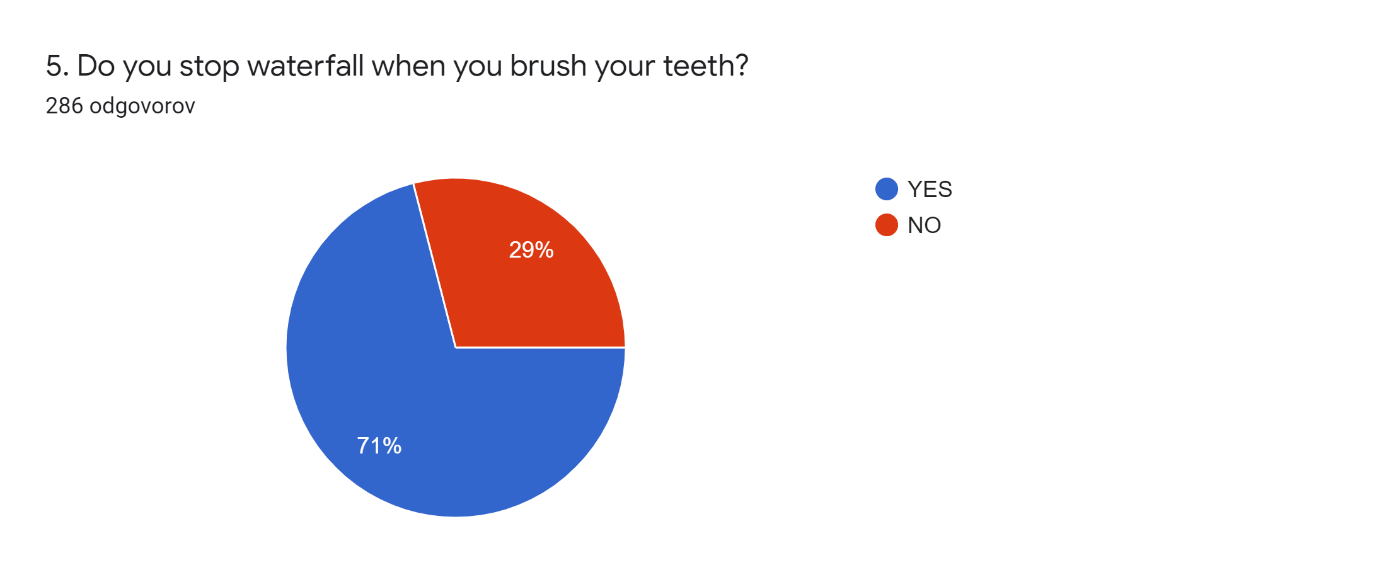 5. Do you stop waterfall when you brush your teeth?
286 odgovorov
YES
NO
29%
71%